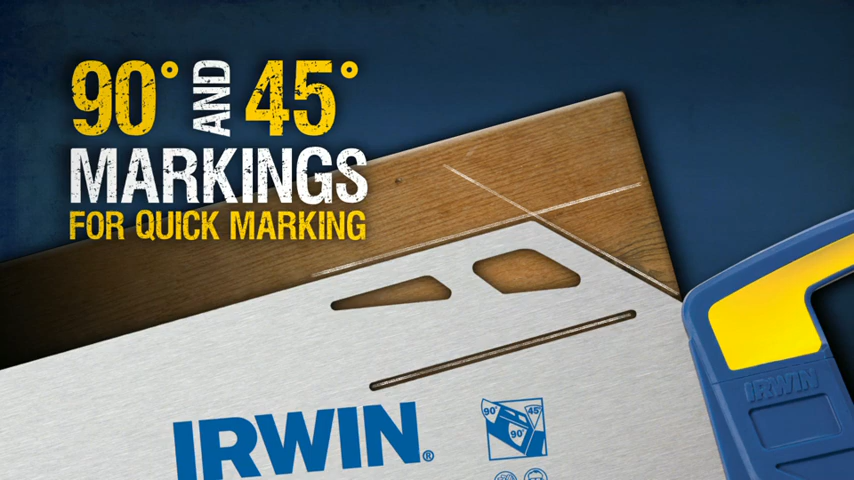 90° AND 45°
MARKINGS
FOR QUICK MARKING
IRWIN
IRWIN®
90° 45°
90°